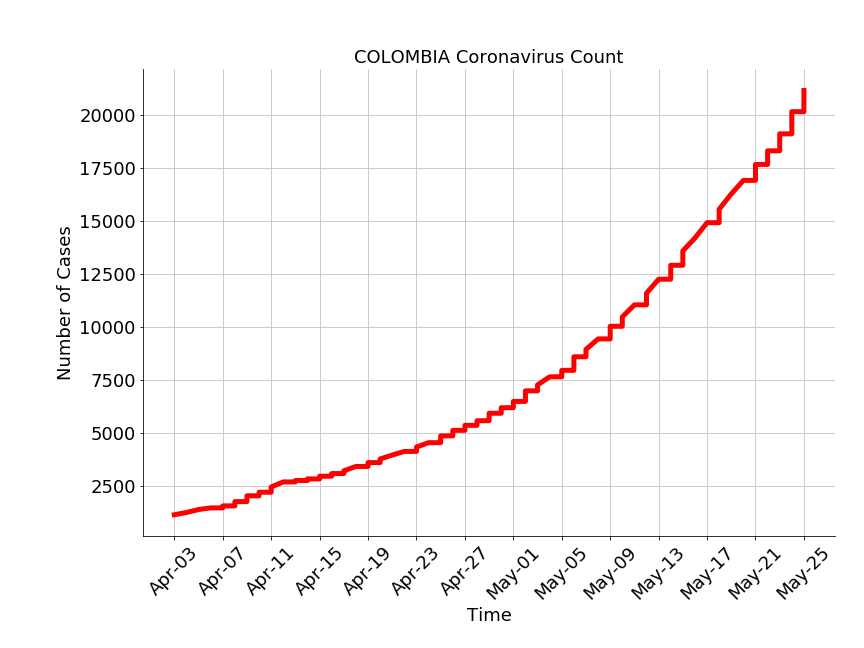 COLOMBIA Coronavirus Count
20000
17500
15000
12500
10000
7500
5000
2500
Number of Cases
Apr-03
Apr-07
Apr-11
Apr-15
Apr-19
Apr-23
Apr-27
May-01
May-05
May-09
May-13
May-17
May-21
May-25
Time